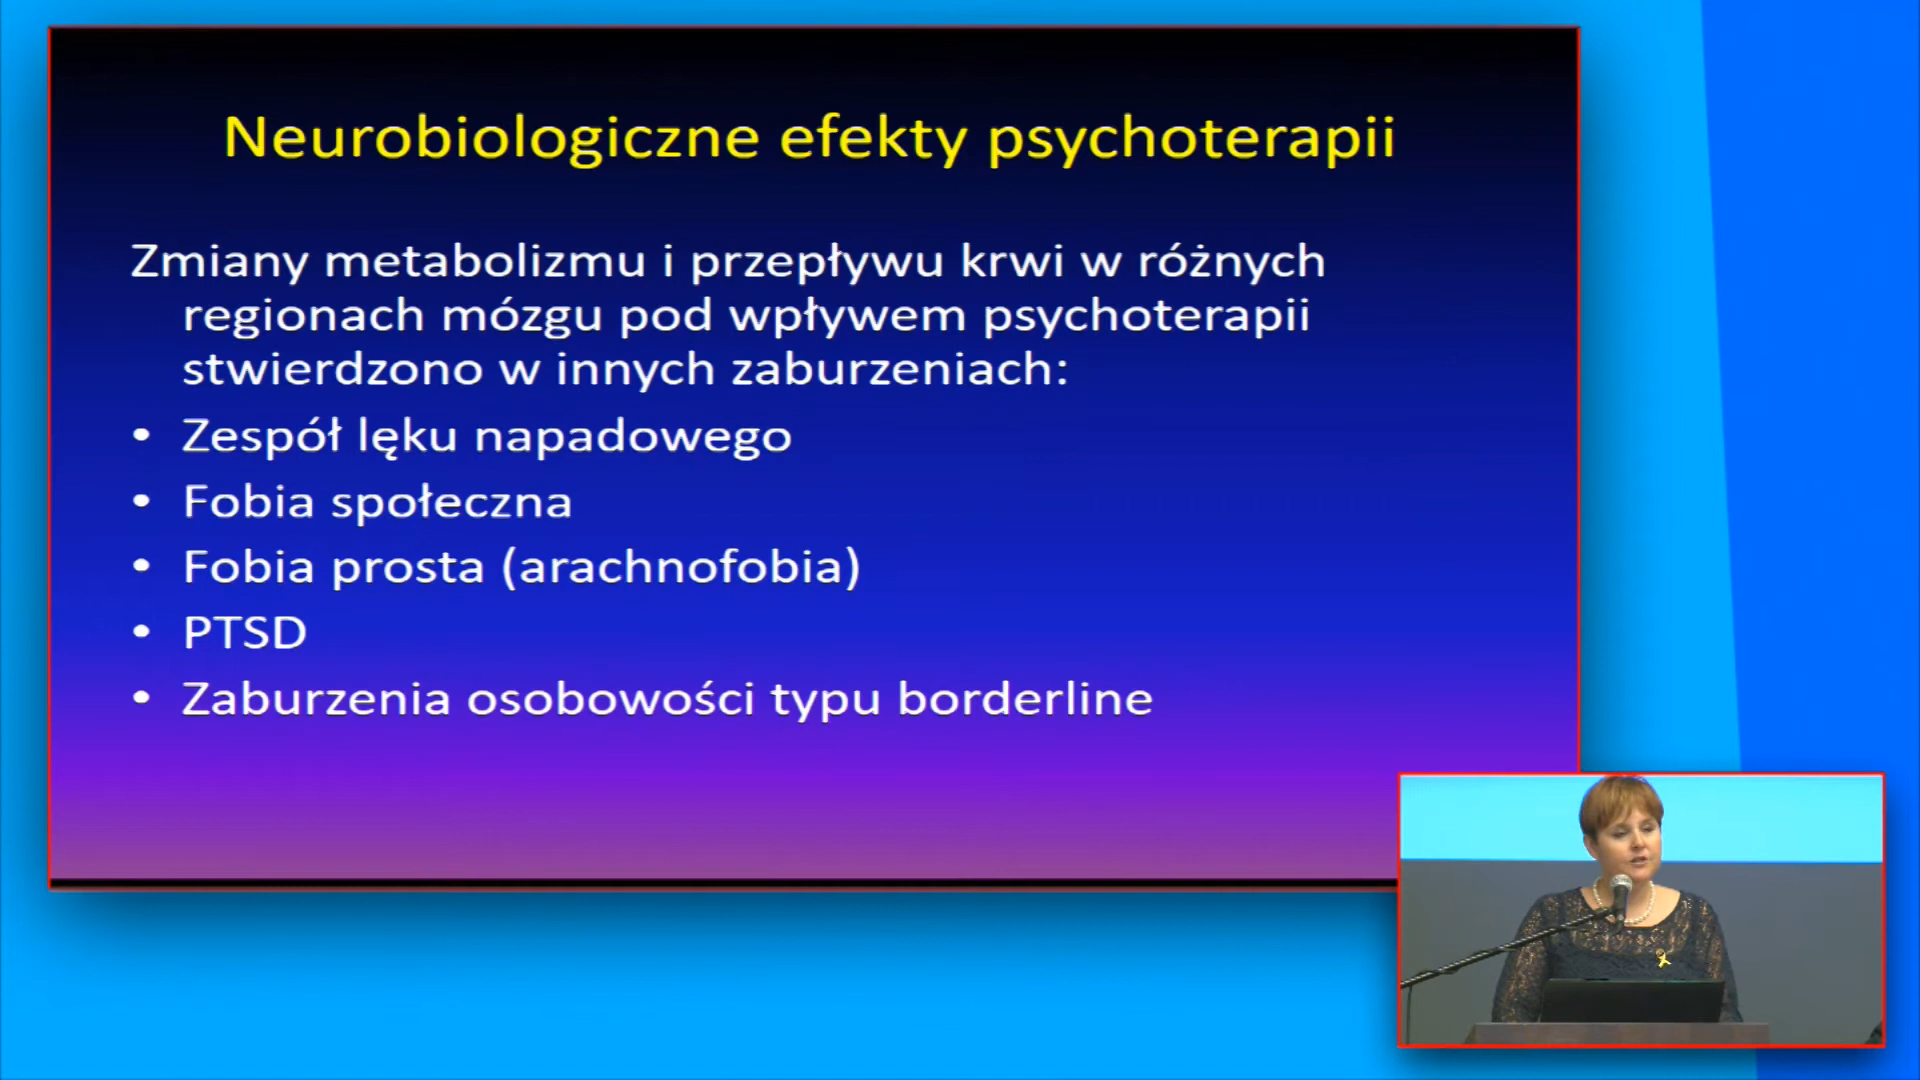 Neurobiologiczne efekty psychoterapii
Zmiany metabolizmu i przepływu krwi w różnych
regionach mózgu pod wpływem psychoterapii
stwierdzono w innych zaburzeniach:
• Zespół lęku napadowego
• Fobia społeczna
• Fobia prosta (arachnofobia)
• PTSD
• Zaburzenia osobowości typu borderline